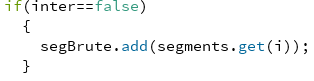 if(inter==false)
{
segBrute.add(segments.get(i));
}